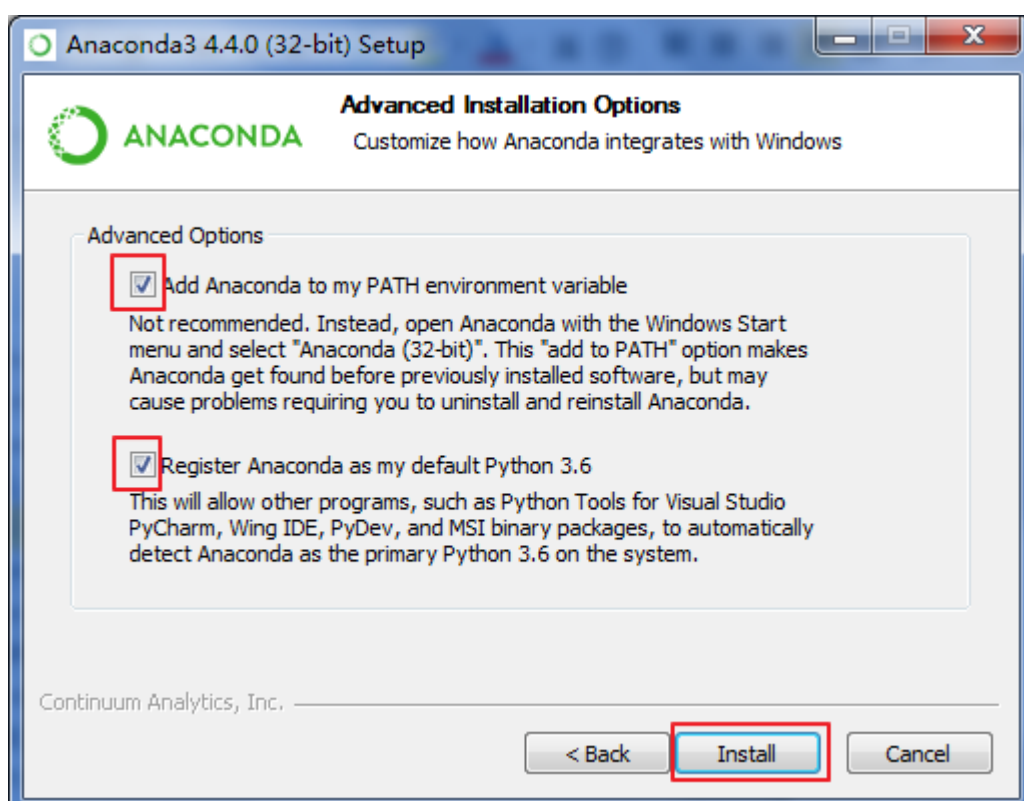 Anaconda3 4.4.0 (32-bit) Setup
Advanced Installation Options
ANACONDA
Customize how Anaconda integrates with Windows
Advanced Options
Add Anaconda to my PATH environment variable
Not recommended. Instead, open Anaconda with the Windows Start
menu and select "Anaconda (32-bit)". This "add to PATH" option makes
Anaconda get found before previously installed software, but may
cause problems requiring you to uninstall and reinstall Anaconda.
Register Anaconda as my default Python 3.6
This will allow other programs, such as Python Tools for Visual Studio
PyCharm, Wing IDE, PyDev, and MSI binary packages, to automatically
detect Anaconda as the primary Python 3.6 on the system.
Continuum Analytics, Inc.
< Back
Install
Cancel